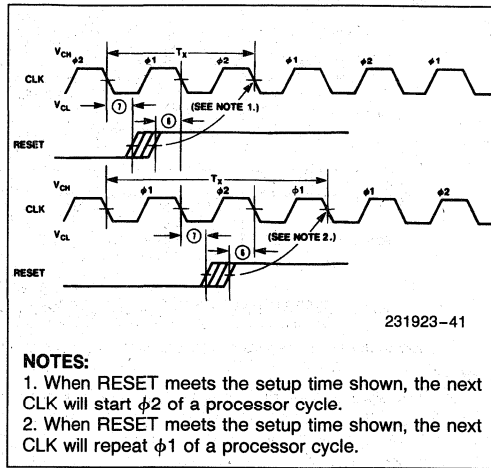 V_CH φ2 φ1 T_X φ2 φ1 φ2 φ1
CLK
V_CL 7 6 (SEE NOTE 1.)
RESET
V_CH φ1 T_X φ2 φ1 φ1 φ2
CLK
V_CL 7 6 (SEE NOTE 2.)
RESET
231923-41
NOTES:
1. When RESET meets the setup time shown, the next
CLK will start φ2 of a processor cycle.
2. When RESET meets the setup time shown, the next
CLK will repeat φ1 of a processor cycle.